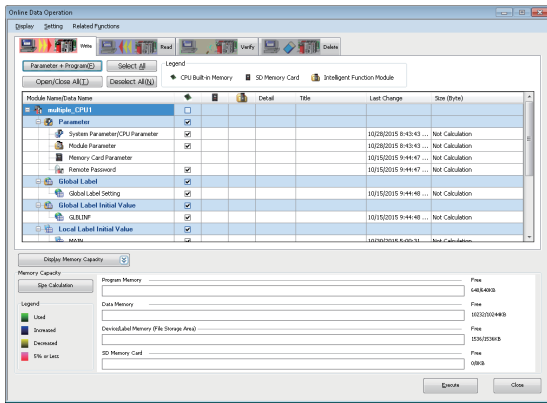 Online Data Operation
Display Setting Related Functions
Write Read Verify Delete
Parameter + Program(F) Select All
Open/Close All(T) Deselect All(N)
Legend
CPU Built-in Memory SD Memory Card Intelligent Function Module
Module Name/Data Name Detail Title Last Change Size (Byte)
multiple_CPU1
Parameter
System Parameter/CPU Parameter 10/28/2015 8:43:43 ... Not Calculation
Module Parameter 10/28/2015 8:43:43 ... Not Calculation
Memory Card Parameter 10/15/2015 9:44:47 ... Not Calculation
Remote Password 10/15/2015 9:44:47 ... Not Calculation
Global Label
Global Label Setting 10/15/2015 9:44:48 ... Not Calculation
Global Label Initial Value
GLBLINF 10/15/2015 9:44:48 ... Not Calculation
Local Label Initial Value
MAIN Not Calculation
Display Memory Capacity
Memory Capacity
Size Calculation
Legend
Used
Increased
Decreased
5% or Less
Program Memory Free
640/640KB
Data Memory Free
10232/10244KB
Device/Label Memory (File Storage Area) Free
1536/1536KB
SD Memory Card Free
0/0KB
Execute Close